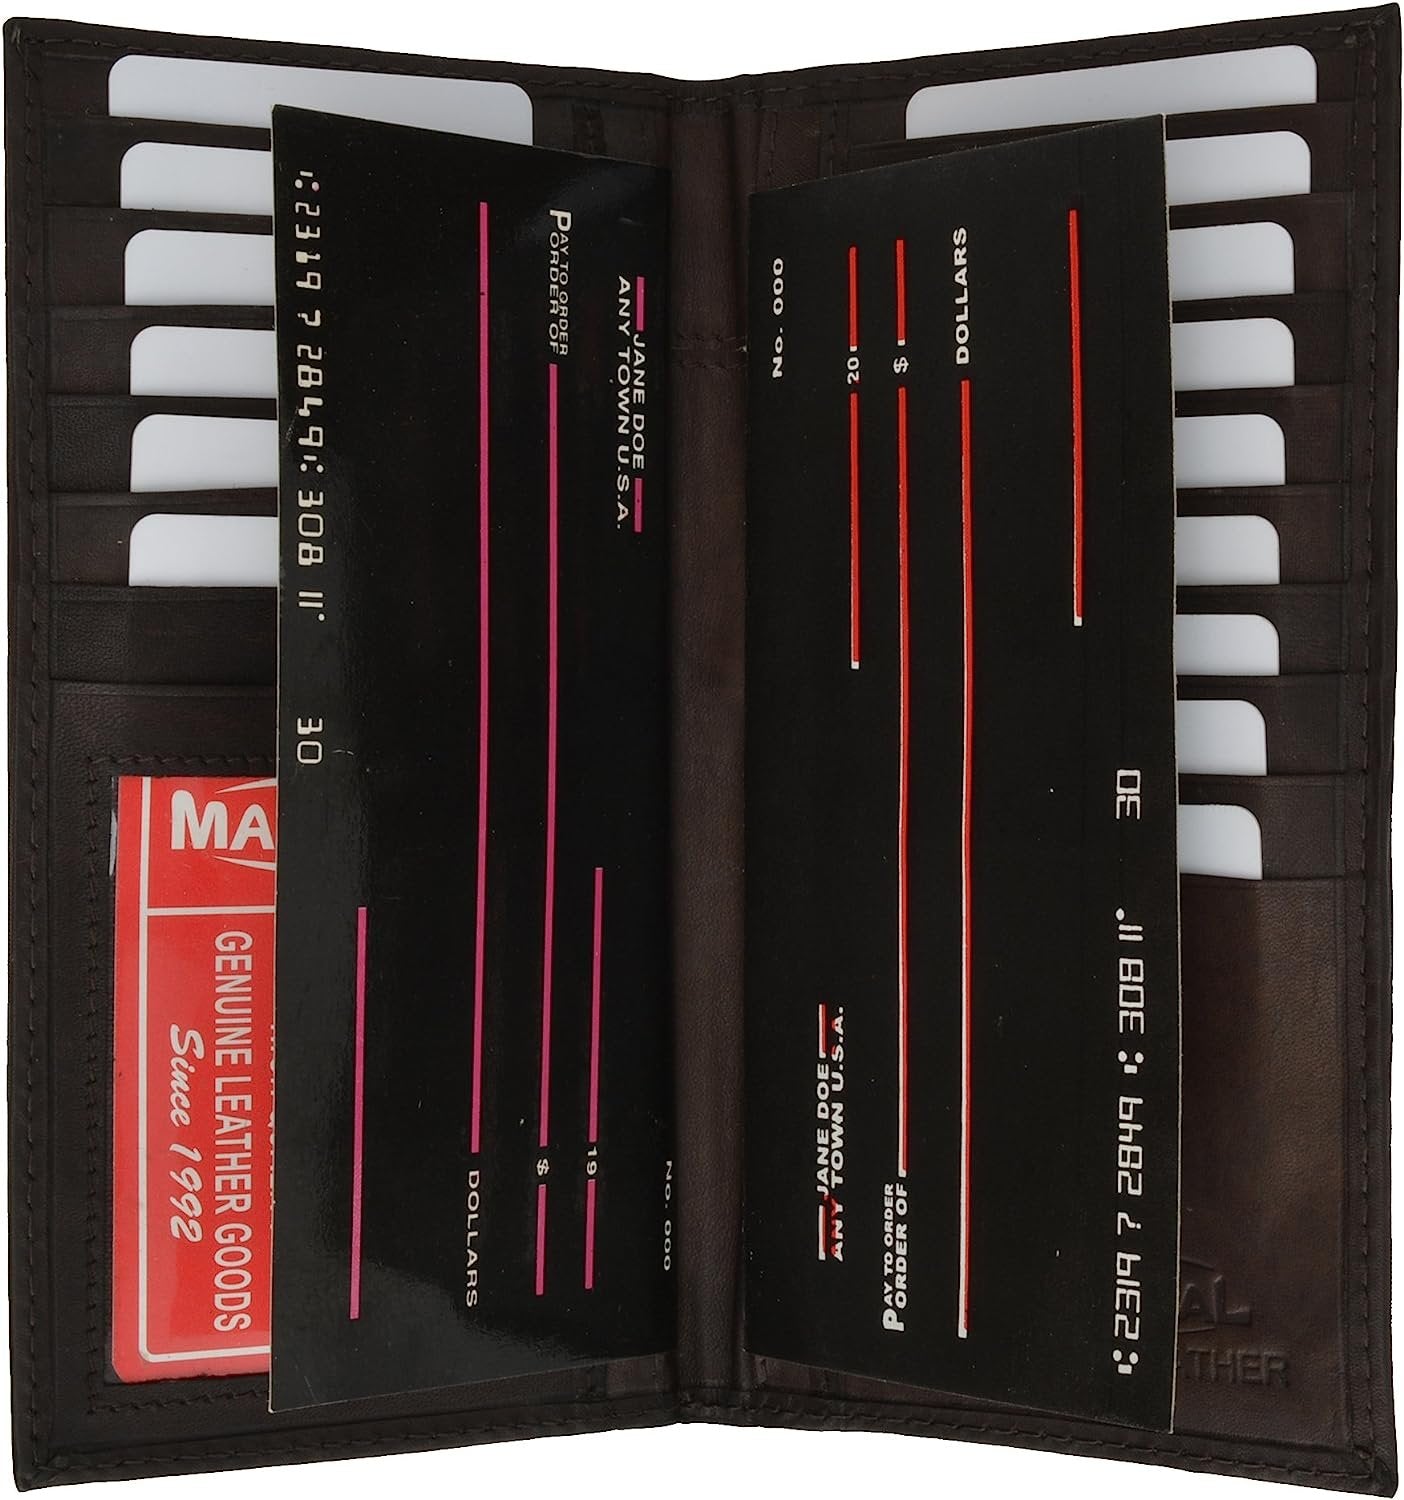 ⑆2319 7 2849⑆ 308 ⑈
30
PAY TO ORDER
ORDER OF
JANE DOE
ANY TOWN U.S.A.
DOLLARS
$
19
No. 000
MA
GENUINE LEATHER GOODS
Since 1992
No. 000
20
$
DOLLARS
JANE DOE
ANY TOWN U.S.A.
PAY TO ORDER
ORDER OF
⑆2319 7 2849⑆ 308 ⑈
30
AL
THER